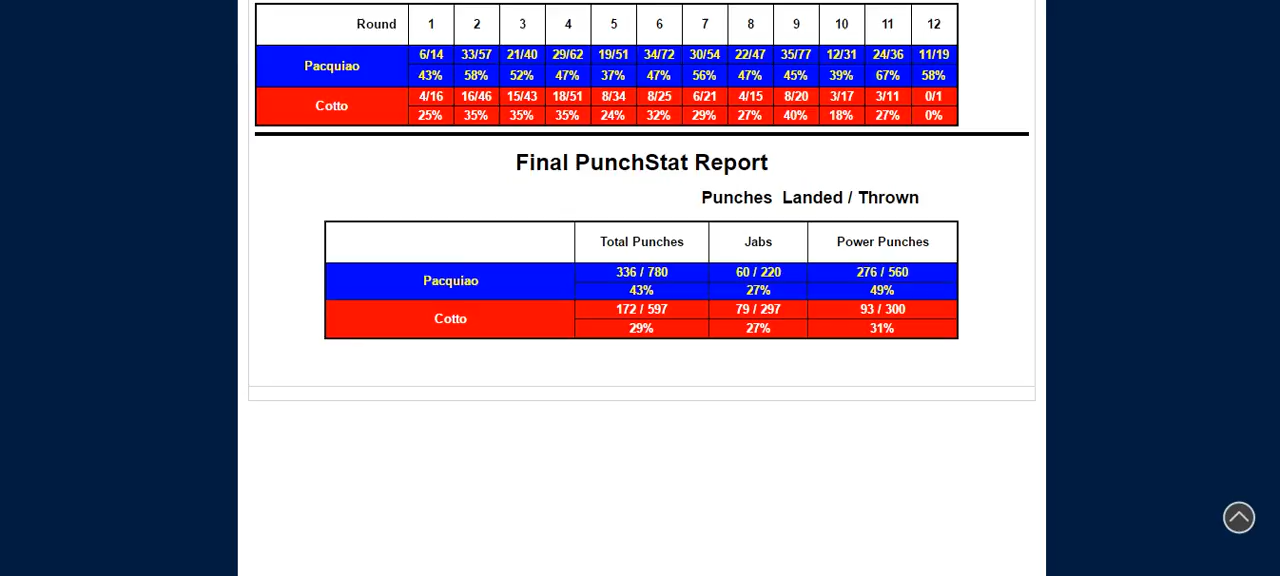 Round 1 2 3 4 5 6 7 8 9 10 11 12
Pacquiao 6/14 33/57 21/40 29/62 19/51 34/72 30/54 22/47 35/77 12/31 24/36 11/19
43% 58% 52% 47% 37% 47% 56% 47% 45% 39% 67% 58%
Cotto 4/16 16/46 15/43 18/51 8/34 8/25 6/21 4/15 8/20 3/17 3/11 0/1
25% 35% 35% 35% 24% 32% 29% 27% 40% 18% 27% 0%
Final PunchStat Report
Punches Landed / Thrown
Total Punches Jabs Power Punches
Pacquiao 336 / 780 60 / 220 276 / 560
43% 27% 49%
Cotto 172 / 597 79 / 297 93 / 300
29% 27% 31%